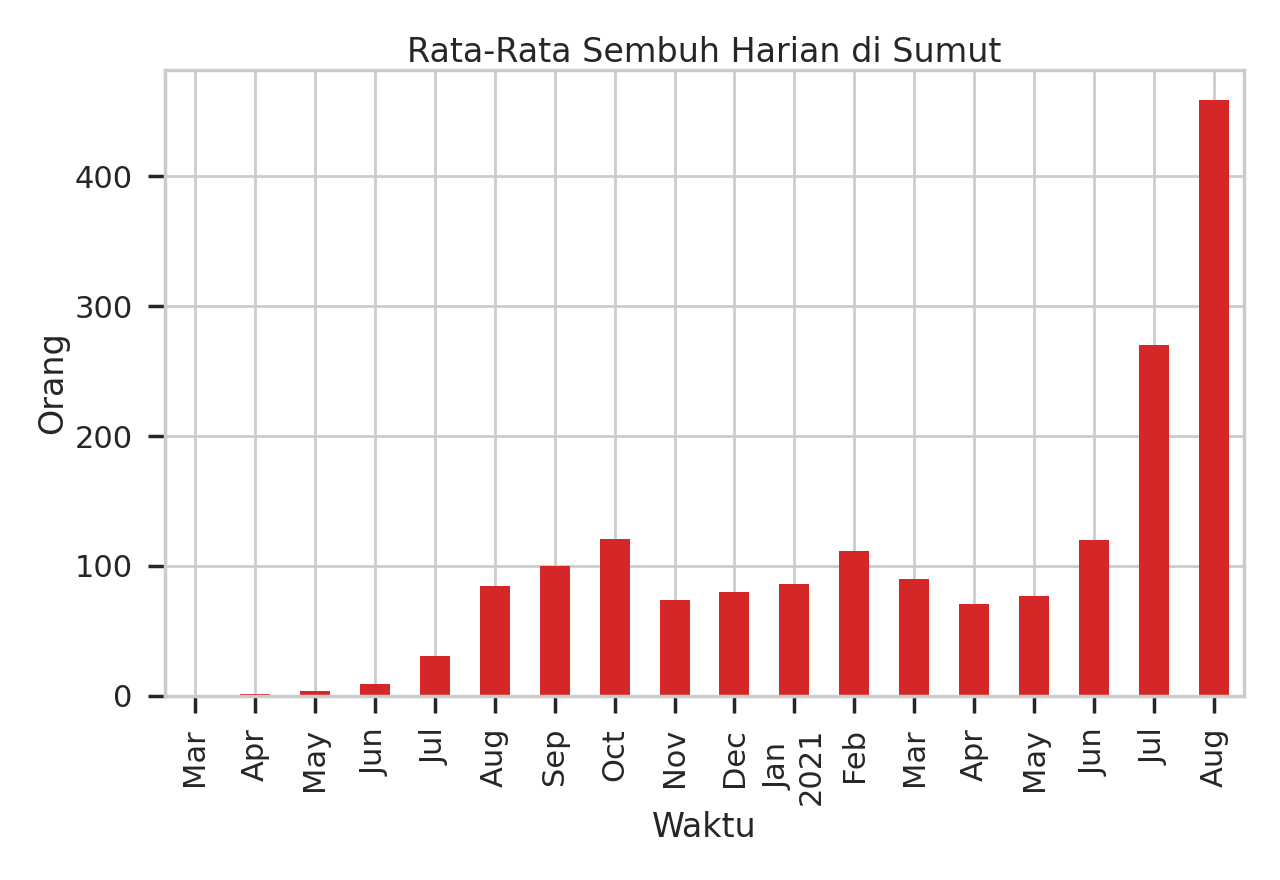 Rata-Rata Sembuh Harian di Sumut
Orang
400
300
200
100
0
Mar
Apr
May
Jun
Jul
Aug
Sep
Oct
Nov
Dec
Jan
2021
Feb
Mar
Apr
May
Jun
Jul
Aug
Waktu